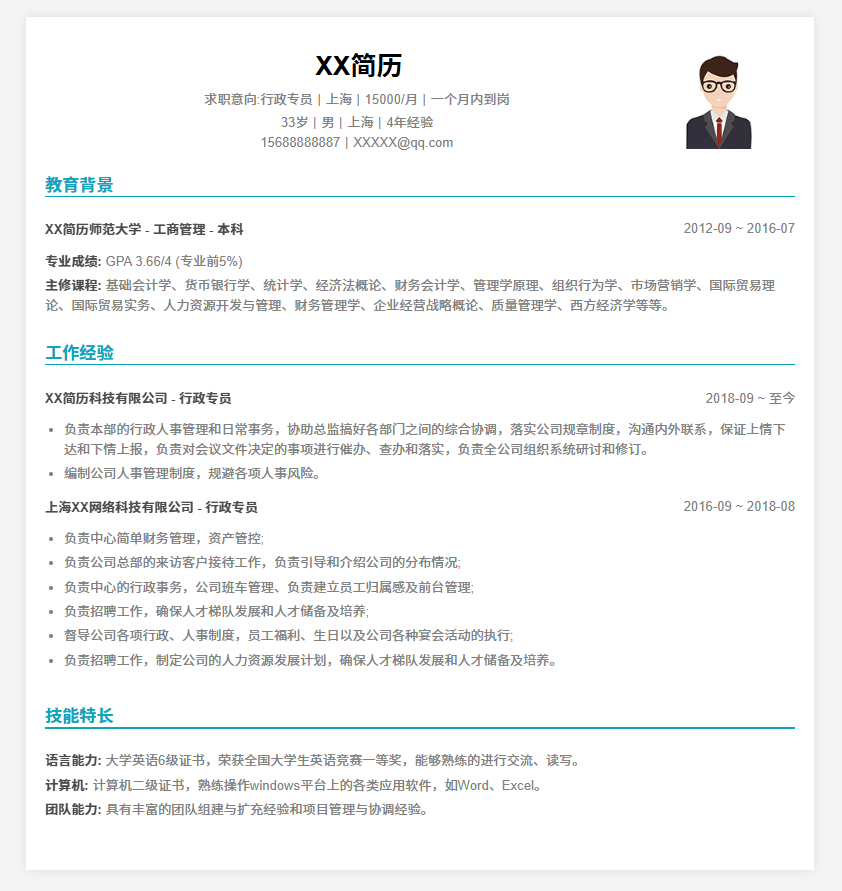 XX简历
求职意向:行政专员 | 上海 | 15000/月 | 一个月内到岗
33岁 | 男 | 上海 | 4年经验
15688888887 | XXXXX@qq.com
教育背景
XX简历师范大学 - 工商管理 - 本科 2012-09 ~ 2016-07
专业成绩: GPA 3.66/4 (专业前5%)
主修课程: 基础会计学、货币银行学、统计学、经济法概论、财务会计学、管理学原理、组织行为学、市场营销学、国际贸易理
论、国际贸易实务、人力资源开发与管理、财务管理学、企业经营战略概论、质量管理学、西方经济学等等。
工作经验
XX简历科技有限公司 - 行政专员 2018-09 ~ 至今
• 负责本部的行政人事管理和日常事务，协助总监搞好各部门之间的综合协调，落实公司规章制度，沟通内外联系，保证上情下
达和下情上报，负责对会议文件决定的事项进行催办、查办和落实，负责全公司组织系统研讨和修订。
• 编制公司人事管理制度，规避各项人事风险。
上海XX网络科技有限公司 - 行政专员 2016-09 ~ 2018-08
• 负责中心简单财务管理，资产管控;
• 负责公司总部的来访客户接待工作，负责引导和介绍公司的分布情况;
• 负责中心的行政事务，公司班车管理、负责建立员工归属感及前台管理;
• 负责招聘工作，确保人才梯队发展和人才储备及培养;
• 督导公司各项行政、人事制度，员工福利、生日以及公司各种宴会活动的执行;
• 负责招聘工作，制定公司的人力资源发展计划，确保人才梯队发展和人才储备及培养。
技能特长
语言能力: 大学英语6级证书，荣获全国大学生英语竞赛一等奖，能够熟练的进行交流、读写。
计算机: 计算机二级证书，熟练操作windows平台上的各类应用软件，如Word、Excel。
团队能力: 具有丰富的团队组建与扩充经验和项目管理与协调经验。